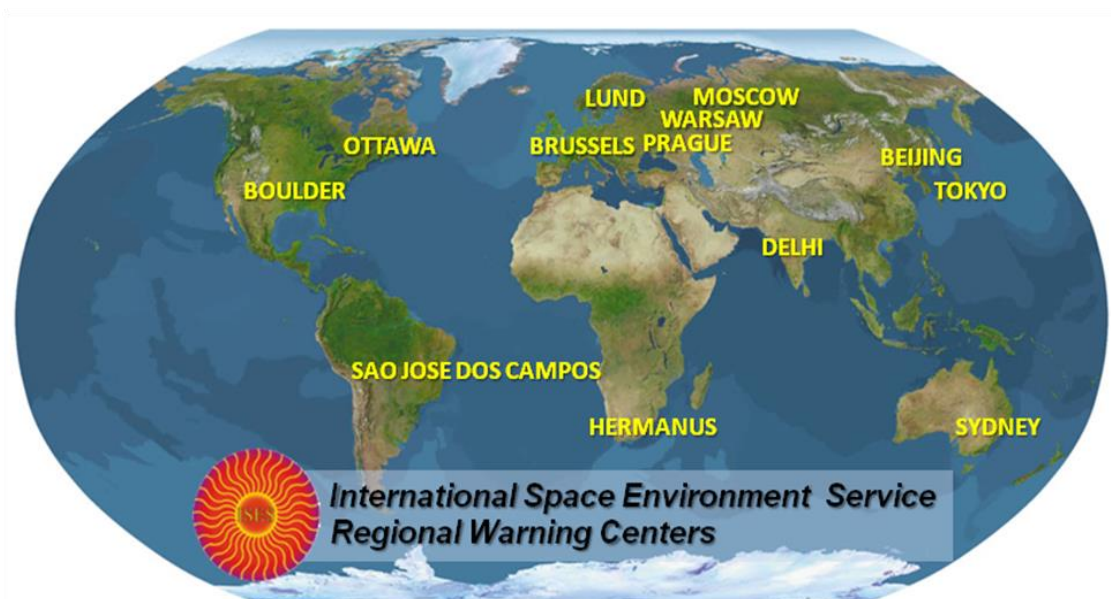 LUND
MOSCOW
WARSAW
OTTAWA
BRUSSELS
PRAGUE
BEIJING
BOULDER
TOKYO
DELHI
SAO JOSE DOS CAMPOS
HERMANUS
SYDNEY
ISES
International Space Environment Service
Regional Warning Centers